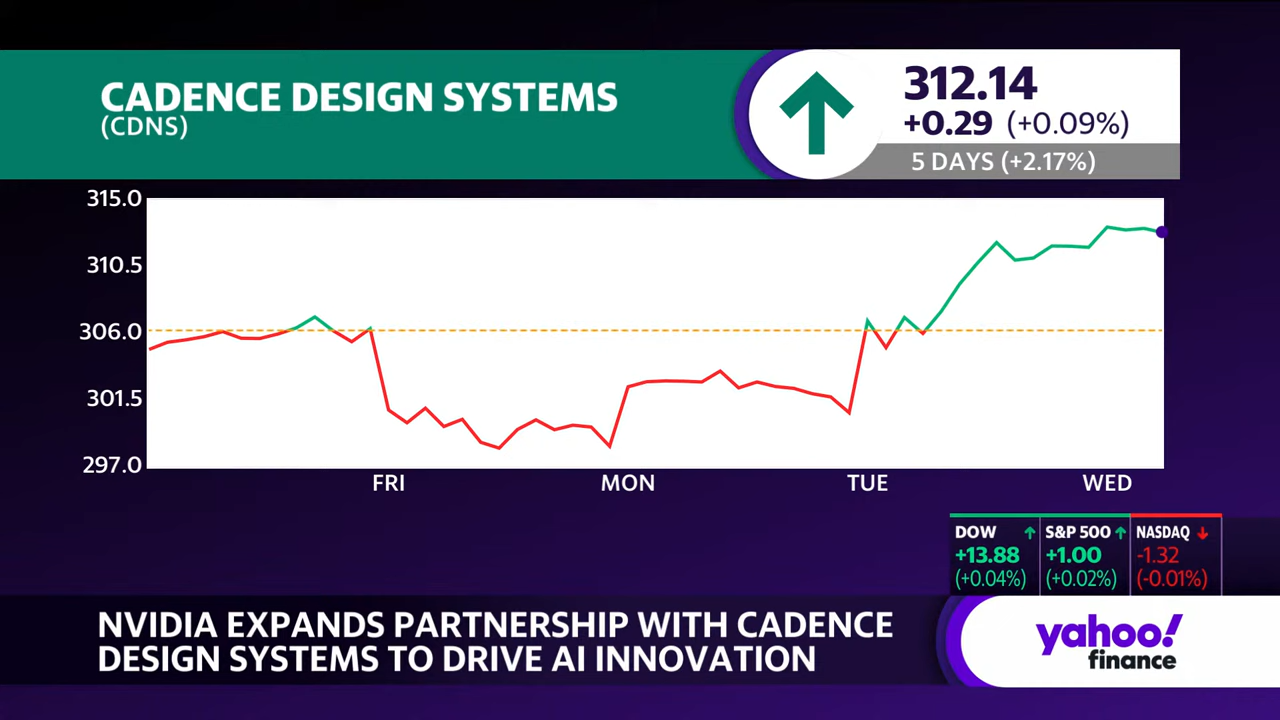 CADENCE DESIGN SYSTEMS
(CDNS)
312.14
+0.29 (+0.09%)
5 DAYS (+2.17%)
315.0
310.5
306.0
301.5
297.0
FRI MON TUE WED
DOW
+13.88
(+0.04%)
S&P 500
+1.00
(+0.02%)
NASDAQ
-1.32
(-0.01%)
NVIDIA EXPANDS PARTNERSHIP WITH CADENCE
DESIGN SYSTEMS TO DRIVE AI INNOVATION
yahoo!
finance